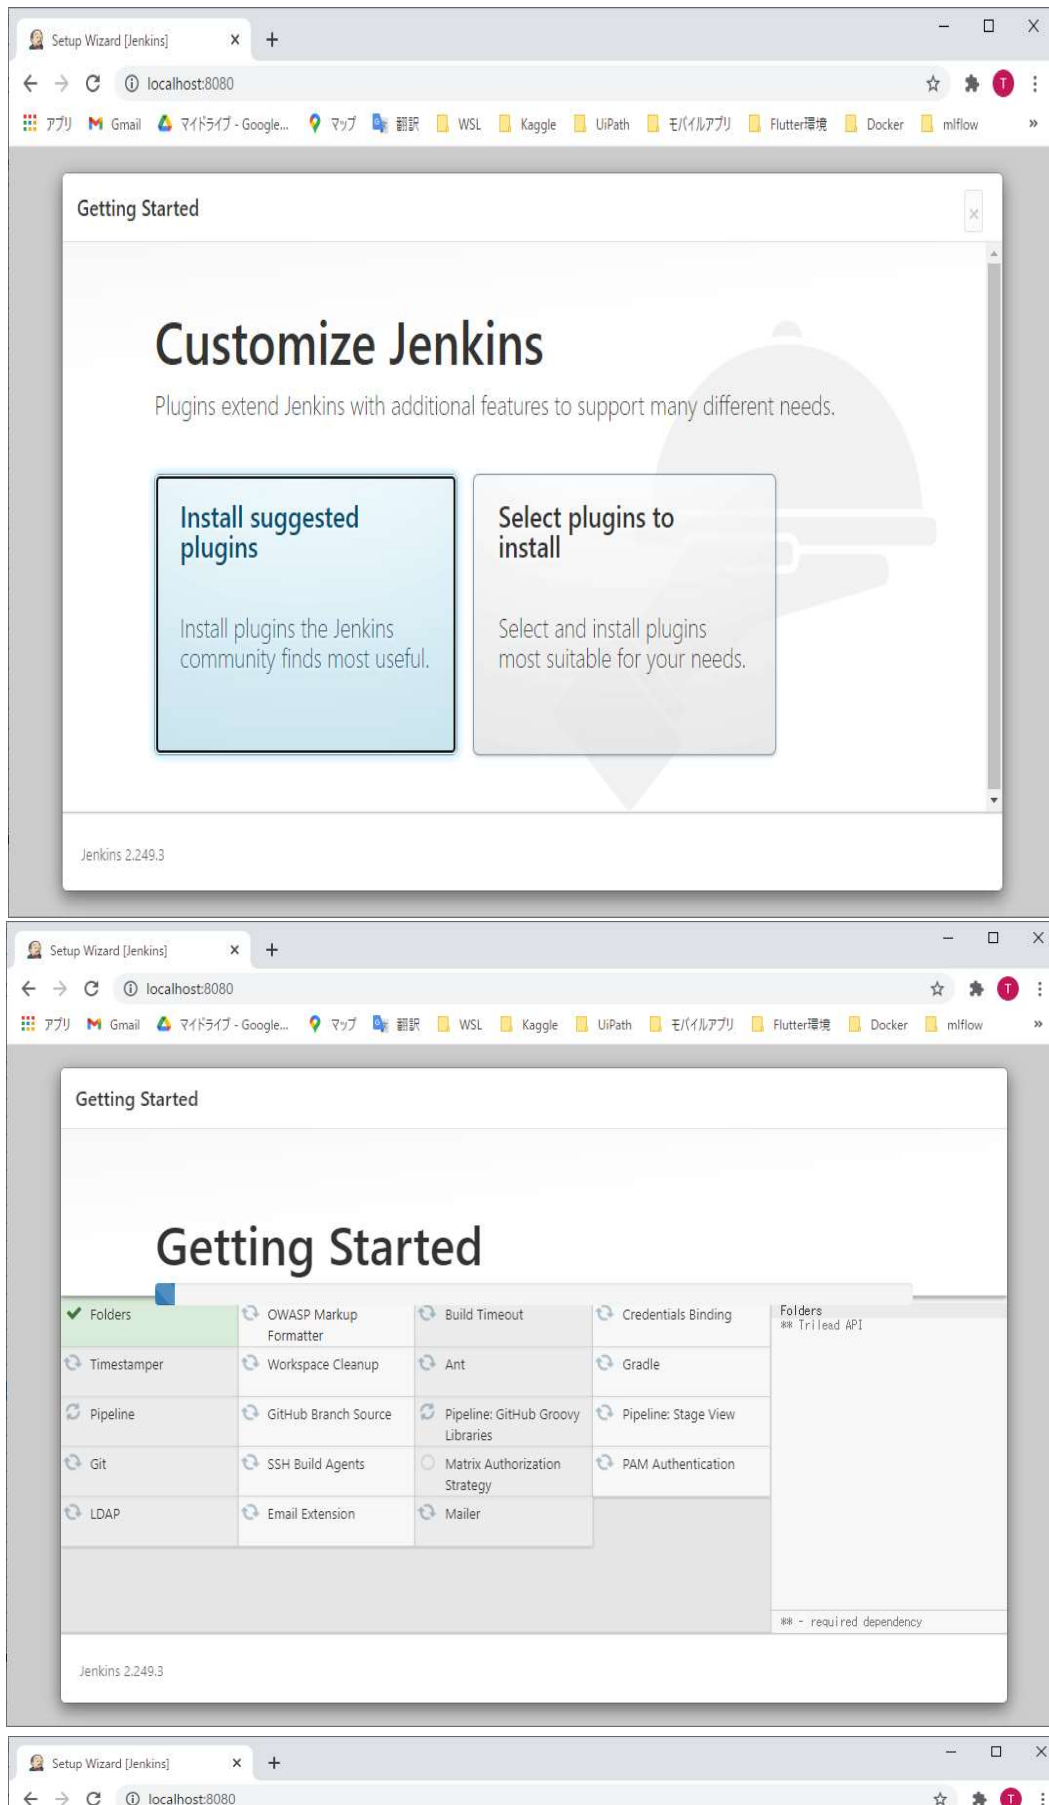 Setup Wizard [Jenkins]
localhost:8080
T
アプリ Gmail マイドライブ - Google... マップ 翻訳 WSL Kaggle UiPath モバイルアプリ Flutter環境 Docker mlflow »
Getting Started
Customize Jenkins
Plugins extend Jenkins with additional features to support many different needs.
Install suggested
plugins
Install plugins the Jenkins
community finds most useful.
Select plugins to
install
Select and install plugins
most suitable for your needs.
Jenkins 2.249.3
Setup Wizard [Jenkins]
localhost:8080
T
アプリ Gmail マイドライブ - Google... マップ 翻訳 WSL Kaggle UiPath モバイルアプリ Flutter環境 Docker mlflow »
Getting Started
Getting Started
Folders
OWASP Markup
Formatter
Build Timeout
Credentials Binding
Timestamper
Workspace Cleanup
Ant
Gradle
Pipeline
GitHub Branch Source
Pipeline: GitHub Groovy
Libraries
Pipeline: Stage View
Git
SSH Build Agents
Matrix Authorization
Strategy
PAM Authentication
LDAP
Email Extension
Mailer
Folders
** Trilead API
** - required dependency
Jenkins 2.249.3
Setup Wizard [Jenkins]
localhost:8080
T